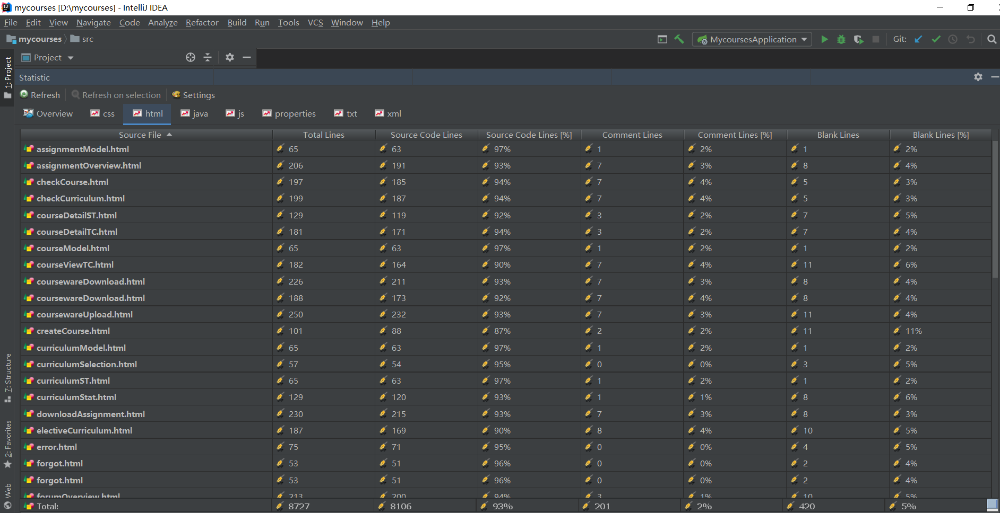 mycourses [D:\mycourses] - IntelliJ IDEA
File Edit View Navigate Code Analyze Refactor Build Run Tools VCS Window Help
mycourses src MycoursesApplication Git:
Project
1: Project
Statistic
Refresh Refresh on selection Settings
Overview css html java js properties txt xml
Source File Total Lines Source Code Lines Source Code Lines [%] Comment Lines Comment Lines [%] Blank Lines Blank Lines [%]
assignmentModel.html 65 63 97% 1 2% 1 2%
assignmentOverview.html 206 191 93% 7 3% 8 4%
checkCourse.html 197 185 94% 7 4% 5 3%
checkCurriculum.html 199 187 94% 7 4% 5 3%
courseDetailST.html 129 119 92% 3 2% 7 5%
courseDetailTC.html 181 171 94% 3 2% 7 4%
courseModel.html 65 63 97% 1 2% 1 2%
courseViewTC.html 182 164 90% 7 4% 11 6%
coursewareDownload.html 226 211 93% 7 3% 8 4%
coursewareDownload.html 188 173 92% 7 4% 8 4%
coursewareUpload.html 250 232 93% 7 3% 11 4%
createCourse.html 101 88 87% 2 2% 11 11%
curriculumModel.html 65 63 97% 1 2% 1 2%
curriculumSelection.html 57 54 95% 0 0% 3 5%
curriculumST.html 65 63 97% 1 2% 1 2%
curriculumStat.html 129 120 93% 1 1% 8 6%
downloadAssignment.html 230 215 93% 7 3% 8 3%
electiveCurriculum.html 187 169 90% 8 4% 10 5%
error.html 75 71 95% 0 0% 4 5%
forgot.html 53 51 96% 0 0% 2 4%
forgot.html 53 51 96% 0 0% 2 4%
forumOverview.html 213 200 94% 3 1% 10 5%
Total: 8727 8106 93% 201 2% 420 5%
7: Structure
2: Favorites
Web